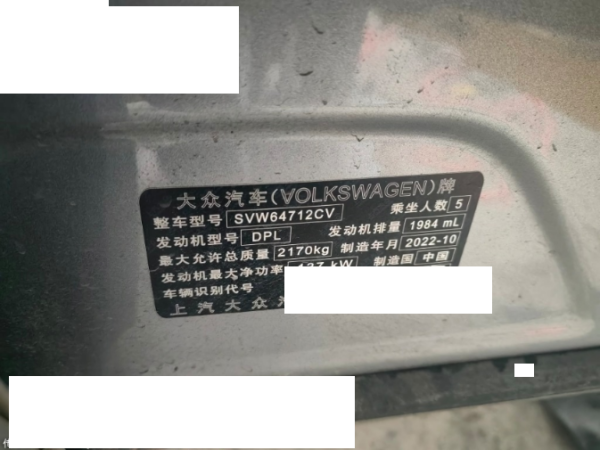 大众汽车(VOLKSWAGEN)牌
整车型号 SVW64712CV 乘坐人数 5
发动机型号 DPL 发动机排量 1984 mL
最大允许总质量 2170kg 制造年月 2022-10
发动机最大净功率 137 kW 制造国 中国
车辆识别代号
上汽大众